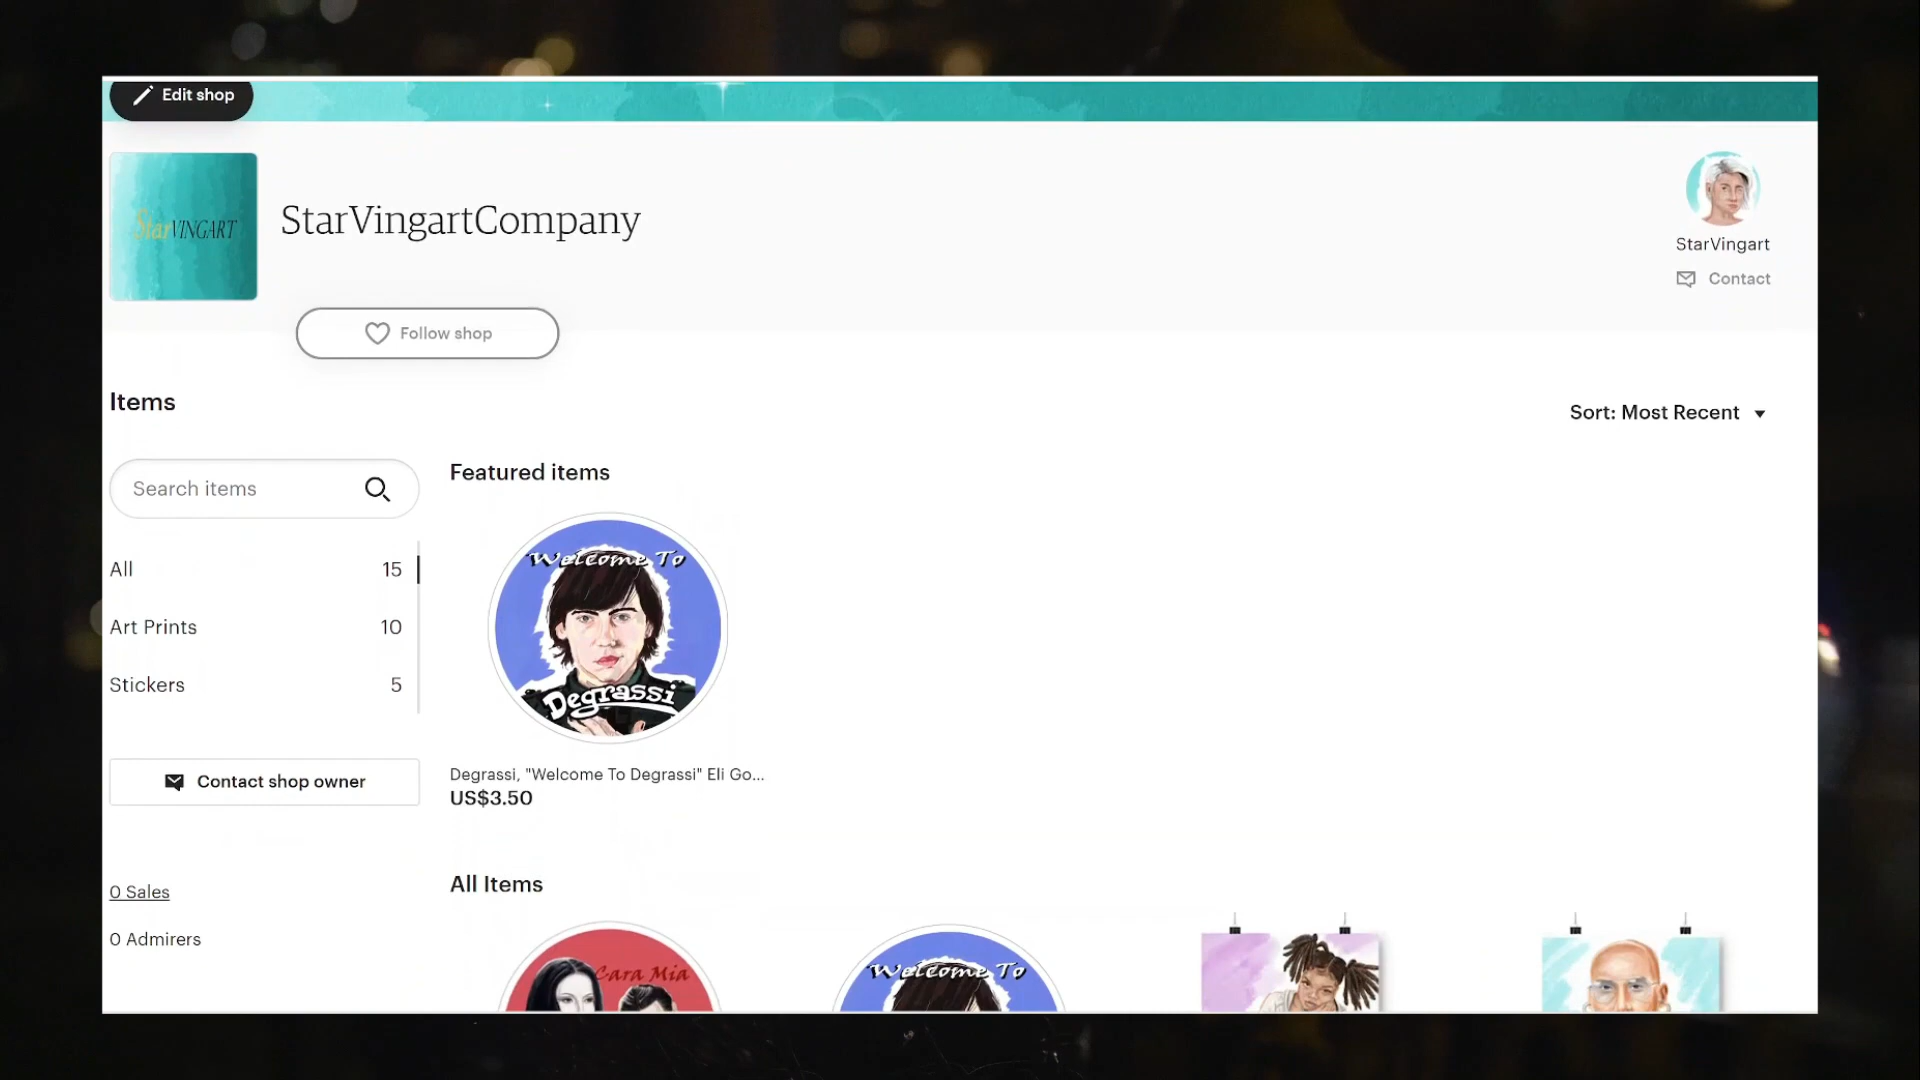 Edit shop
StarVINGART
StarVingartCompany
StarVingart
Contact
Follow shop
Items
Sort: Most Recent
Search items
Featured items
All 15
Art Prints 10
Stickers 5
Welcome To
Degrassi
Contact shop owner
Degrassi, "Welcome To Degrassi" Eli Go...
US$3.50
All Items
0 Sales
0 Admirers
Cara Mia
Welcome To